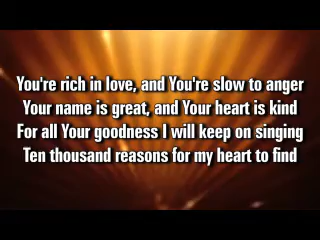 You're rich in love, and You're slow to anger
Your name is great, and Your heart is kind
For all Your goodness I will keep on singing
Ten thousand reasons for my heart to find